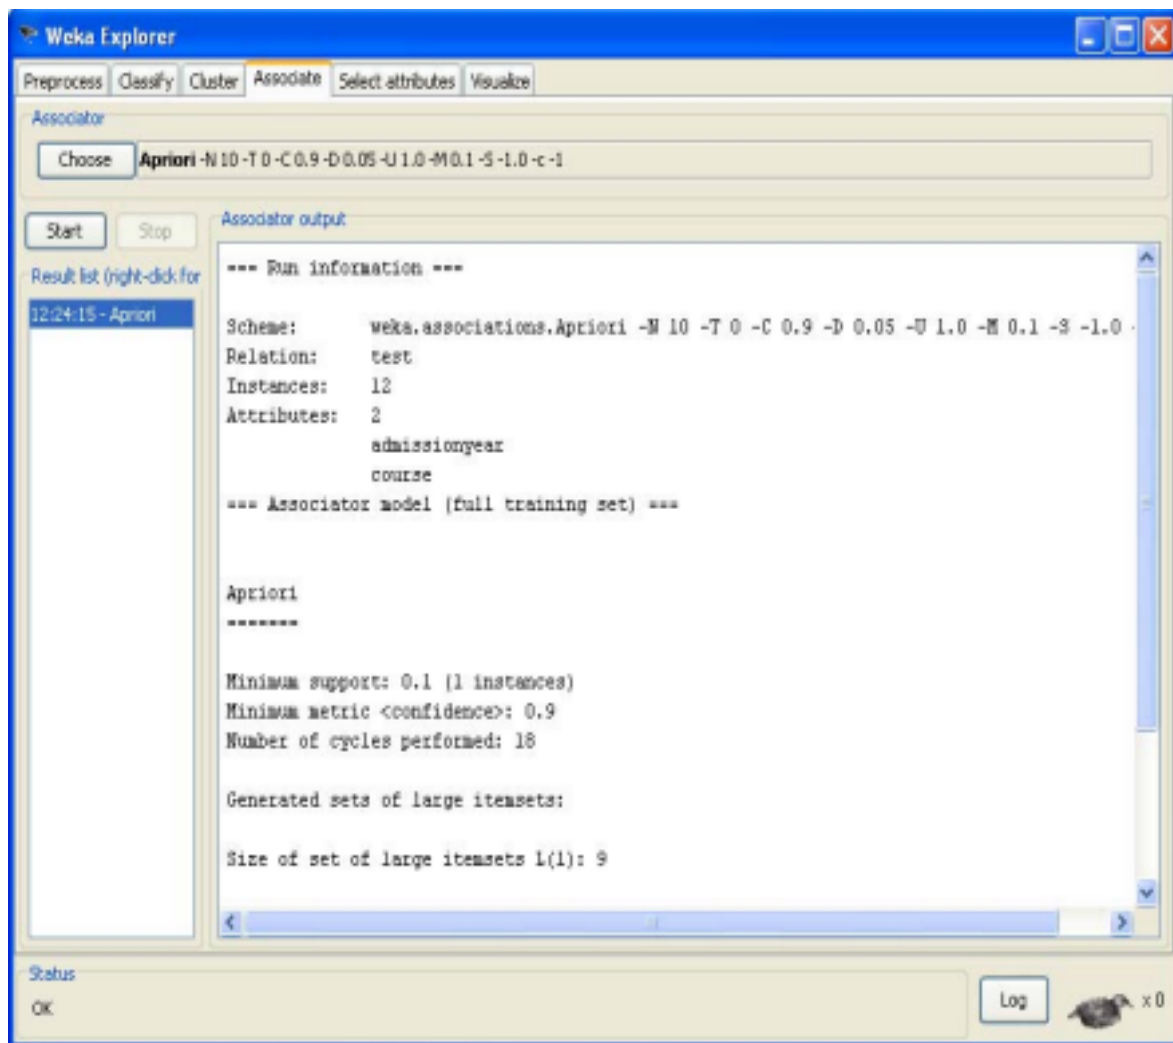 Weka Explorer
Preprocess Classify Cluster Associate Select attributes Visualize
Associator
Choose Apriori -N 10 -T 0 -C 0.9 -D 0.05 -U 1.0 -M 0.1 -S -1.0 -c -1
Start Stop
Associator output
Result list (right-click for
12:24:15 - Apriori
=== Run information ===
Scheme: weka.associations.Apriori -N 10 -T 0 -C 0.9 -D 0.05 -U 1.0 -M 0.1 -S -1.0 -
Relation: test
Instances: 12
Attributes: 2
admissionyear
course
=== Associator model (full training set) ===
Apriori
=======
Minimum support: 0.1 (1 instances)
Minimum metric <confidence>: 0.9
Number of cycles performed: 18
Generated sets of large itemsets:
Size of set of large itemsets L(1): 9
Status
OK
Log x 0